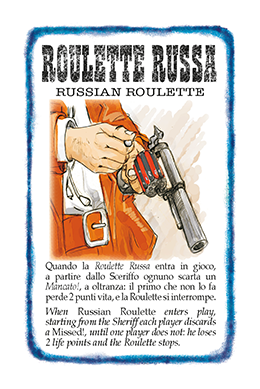 ROULETTE RUSSA
RUSSIAN ROULETTE
Quando la Roulette Russa entra in gioco,
a partire dallo Sceriffo ognuno scarta un
Mancato!, a oltranza: il primo che non lo fa
perde 2 punti vita, e la Roulette si interrompe.
When Russian Roulette enters play,
starting from the Sheriff each player discards
a Missed!, until one player does not: he loses
2 life points and the Roulette stops.